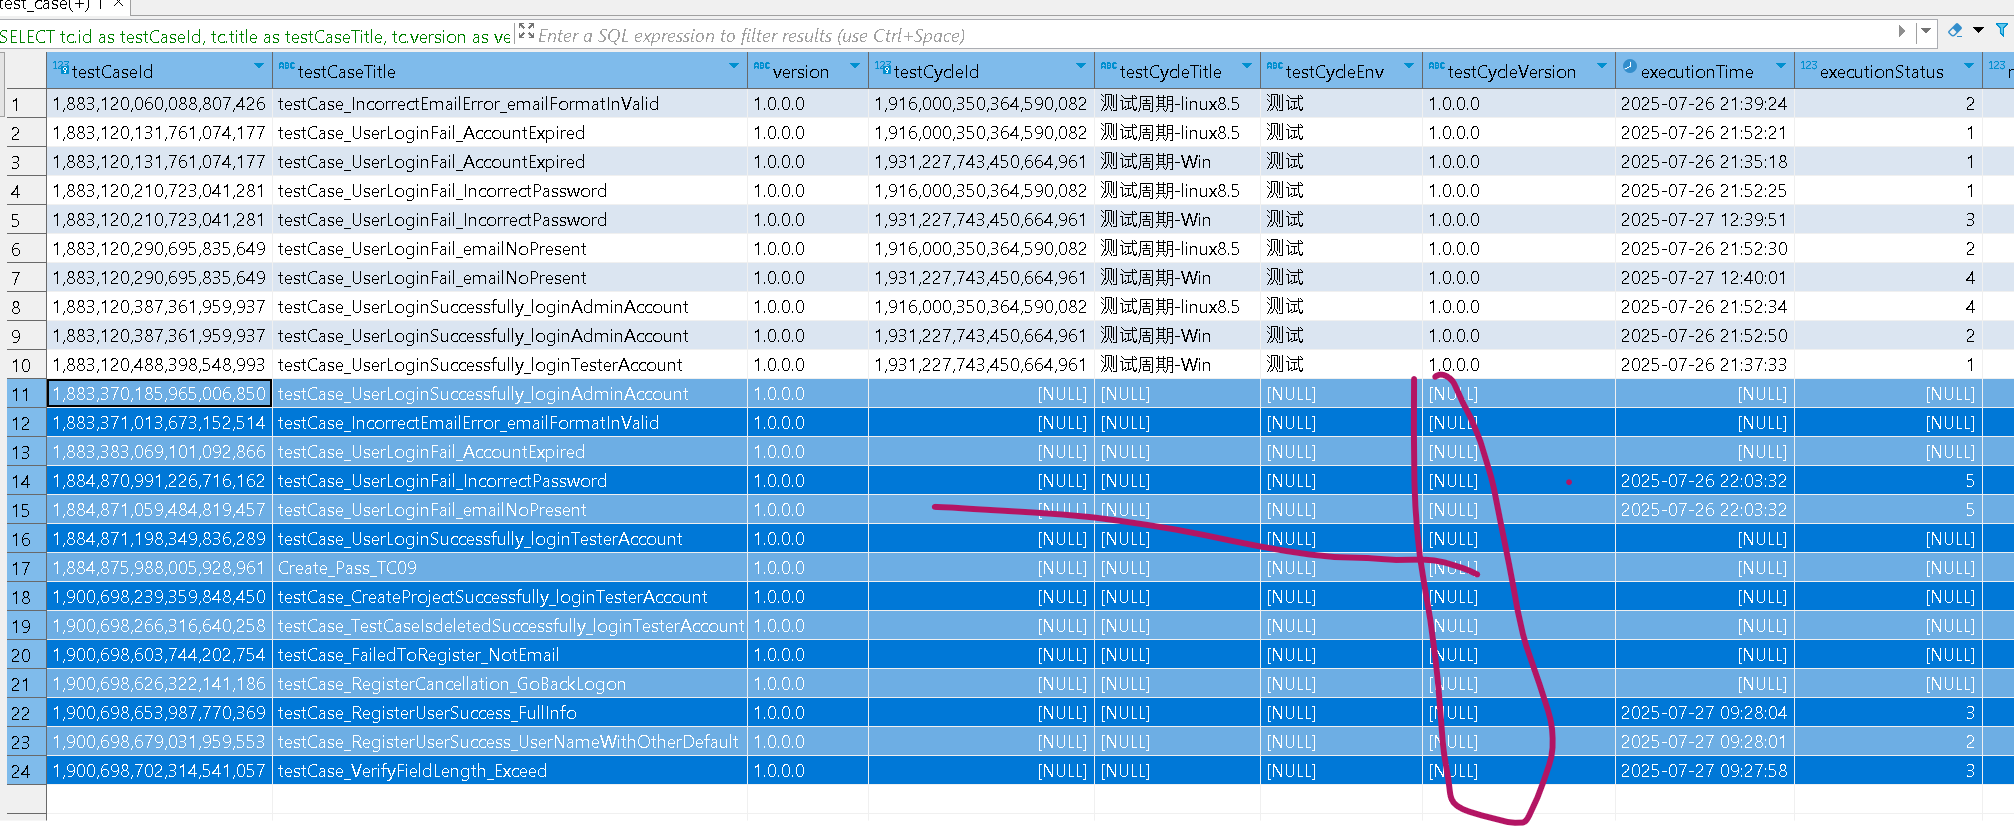 test_case(+) 1 ×
SELECT tc.id as testCaseId, tc.title as testCaseTitle, tc.version as ve Enter a SQL expression to filter results (use Ctrl+Space)
123 testCaseId ABC testCaseTitle ABC version 123 testCycleId ABC testCycleTitle ABC testCycleEnv ABC testCycleVersion executionTime 123 executionStatus 123
1 1,883,120,060,088,807,426 testCase_IncorrectEmailError_emailFormatInValid 1.0.0.0 1,916,000,350,364,590,082 测试周期-linux8.5 测试 1.0.0.0 2025-07-26 21:39:24 2
2 1,883,120,131,761,074,177 testCase_UserLoginFail_AccountExpired 1.0.0.0 1,916,000,350,364,590,082 测试周期-linux8.5 测试 1.0.0.0 2025-07-26 21:52:21 1
3 1,883,120,131,761,074,177 testCase_UserLoginFail_AccountExpired 1.0.0.0 1,931,227,743,450,664,961 测试周期-Win 测试 1.0.0.0 2025-07-26 21:35:18 1
4 1,883,120,210,723,041,281 testCase_UserLoginFail_IncorrectPassword 1.0.0.0 1,916,000,350,364,590,082 测试周期-linux8.5 测试 1.0.0.0 2025-07-26 21:52:25 1
5 1,883,120,210,723,041,281 testCase_UserLoginFail_IncorrectPassword 1.0.0.0 1,931,227,743,450,664,961 测试周期-Win 测试 1.0.0.0 2025-07-27 12:39:51 3
6 1,883,120,290,695,835,649 testCase_UserLoginFail_emailNoPresent 1.0.0.0 1,916,000,350,364,590,082 测试周期-linux8.5 测试 1.0.0.0 2025-07-26 21:52:30 2
7 1,883,120,290,695,835,649 testCase_UserLoginFail_emailNoPresent 1.0.0.0 1,931,227,743,450,664,961 测试周期-Win 测试 1.0.0.0 2025-07-27 12:40:01 4
8 1,883,120,387,361,959,937 testCase_UserLoginSuccessfully_loginAdminAccount 1.0.0.0 1,916,000,350,364,590,082 测试周期-linux8.5 测试 1.0.0.0 2025-07-26 21:52:34 4
9 1,883,120,387,361,959,937 testCase_UserLoginSuccessfully_loginAdminAccount 1.0.0.0 1,931,227,743,450,664,961 测试周期-Win 测试 1.0.0.0 2025-07-26 21:52:50 2
10 1,883,120,488,398,548,993 testCase_UserLoginSuccessfully_loginTesterAccount 1.0.0.0 1,931,227,743,450,664,961 测试周期-Win 测试 1.0.0.0 2025-07-26 21:37:33 1
11 1,883,370,185,965,006,850 testCase_UserLoginSuccessfully_loginAdminAccount 1.0.0.0 [NULL] [NULL] [NULL] [NULL] [NULL] [NULL]
12 1,883,371,013,673,152,514 testCase_IncorrectEmailError_emailFormatInValid 1.0.0.0 [NULL] [NULL] [NULL] [NULL] [NULL] [NULL]
13 1,883,383,069,101,092,866 testCase_UserLoginFail_AccountExpired 1.0.0.0 [NULL] [NULL] [NULL] [NULL] [NULL] [NULL]
14 1,884,870,991,226,716,162 testCase_UserLoginFail_IncorrectPassword 1.0.0.0 [NULL] [NULL] [NULL] [NULL] 2025-07-26 22:03:32 5
15 1,884,871,059,484,819,457 testCase_UserLoginFail_emailNoPresent 1.0.0.0 [NULL] [NULL] [NULL] [NULL] 2025-07-26 22:03:32 5
16 1,884,871,198,349,836,289 testCase_UserLoginSuccessfully_loginTesterAccount 1.0.0.0 [NULL] [NULL] [NULL] [NULL] [NULL] [NULL]
17 1,884,875,988,005,928,961 Create_Pass_TC09 1.0.0.0 [NULL] [NULL] [NULL] [NULL] [NULL] [NULL]
18 1,900,698,239,359,848,450 testCase_CreateProjectSuccessfully_loginTesterAccount 1.0.0.0 [NULL] [NULL] [NULL] [NULL] [NULL] [NULL]
19 1,900,698,266,316,640,258 testCase_TestCaseIsdeletedSuccessfully_loginTesterAccount 1.0.0.0 [NULL] [NULL] [NULL] [NULL] [NULL] [NULL]
20 1,900,698,603,744,202,754 testCase_FailedToRegister_NotEmail 1.0.0.0 [NULL] [NULL] [NULL] [NULL] [NULL] [NULL]
21 1,900,698,626,322,141,186 testCase_RegisterCancellation_GoBackLogon 1.0.0.0 [NULL] [NULL] [NULL] [NULL] [NULL] [NULL]
22 1,900,698,653,987,770,369 testCase_RegisterUserSuccess_FullInfo 1.0.0.0 [NULL] [NULL] [NULL] [NULL] 2025-07-27 09:28:04 3
23 1,900,698,679,031,959,553 testCase_RegisterUserSuccess_UserNameWithOtherDefault 1.0.0.0 [NULL] [NULL] [NULL] [NULL] 2025-07-27 09:28:01 2
24 1,900,698,702,314,541,057 testCase_VerifyFieldLength_Exceed 1.0.0.0 [NULL] [NULL] [NULL] [NULL] 2025-07-27 09:27:58 3